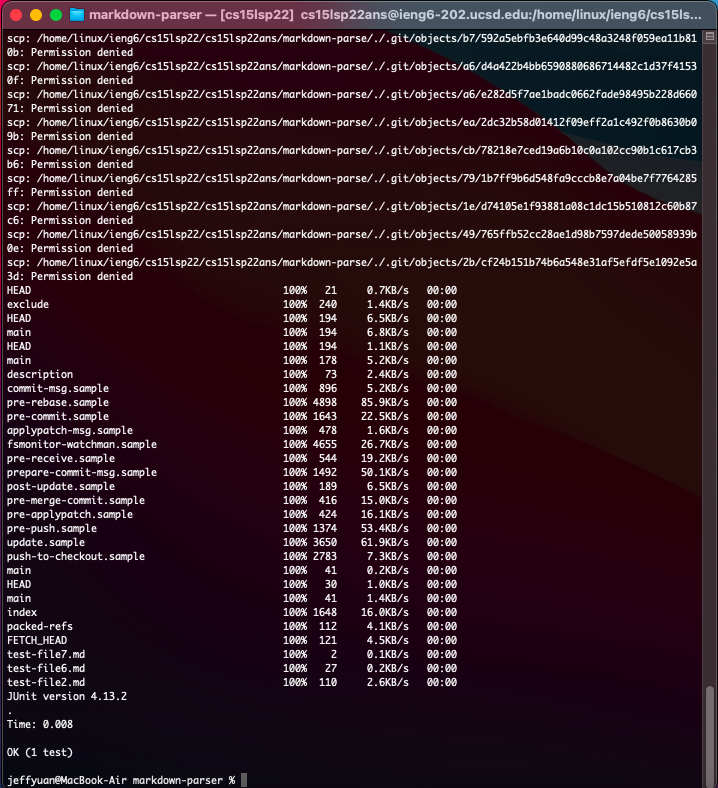 markdown-parser — [cs15lsp22] cs15lsp22ans@ieng6-202.ucsd.edu:/home/linux/ieng6/cs15ls...
scp: /home/linux/ieng6/cs15lsp22/cs15lsp22ans/markdown-parse/./.git/objects/b7/592a5ebfb3e640d99c48a3248f059ea11b81
0b: Permission denied
scp: /home/linux/ieng6/cs15lsp22/cs15lsp22ans/markdown-parse/./.git/objects/a6/d4a422b4bb6590880686714482c1d37f4153
0f: Permission denied
scp: /home/linux/ieng6/cs15lsp22/cs15lsp22ans/markdown-parse/./.git/objects/a6/e282d5f7ae1badc0662fade98495b228d660
71: Permission denied
scp: /home/linux/ieng6/cs15lsp22/cs15lsp22ans/markdown-parse/./.git/objects/ea/2dc32b58d01412f09eff2a1c492f0b8630b0
9b: Permission denied
scp: /home/linux/ieng6/cs15lsp22/cs15lsp22ans/markdown-parse/./.git/objects/cb/78218e7ced19a6b10c0a102cc90b1c617cb3
b6: Permission denied
scp: /home/linux/ieng6/cs15lsp22/cs15lsp22ans/markdown-parse/./.git/objects/79/1b7ff9b6d548fa9cccb8e7a04be7f7764285
ff: Permission denied
scp: /home/linux/ieng6/cs15lsp22/cs15lsp22ans/markdown-parse/./.git/objects/1e/d74105e1f93881a08c1dc15b510812c60b87
c6: Permission denied
scp: /home/linux/ieng6/cs15lsp22/cs15lsp22ans/markdown-parse/./.git/objects/49/765ffb52cc28ae1d98b7597dede50058939b
0e: Permission denied
scp: /home/linux/ieng6/cs15lsp22/cs15lsp22ans/markdown-parse/./.git/objects/2b/cf24b151b74b6a548e31af5efdf5e1092e5a
3d: Permission denied
HEAD 100% 21 0.7KB/s 00:00
exclude 100% 240 1.4KB/s 00:00
HEAD 100% 194 6.5KB/s 00:00
main 100% 194 6.8KB/s 00:00
HEAD 100% 194 1.1KB/s 00:00
main 100% 178 5.2KB/s 00:00
description 100% 73 2.4KB/s 00:00
commit-msg.sample 100% 896 5.2KB/s 00:00
pre-rebase.sample 100% 4898 85.9KB/s 00:00
pre-commit.sample 100% 1643 22.5KB/s 00:00
applypatch-msg.sample 100% 478 1.6KB/s 00:00
fsmonitor-watchman.sample 100% 4655 26.7KB/s 00:00
pre-receive.sample 100% 544 19.2KB/s 00:00
prepare-commit-msg.sample 100% 1492 50.1KB/s 00:00
post-update.sample 100% 189 6.5KB/s 00:00
pre-merge-commit.sample 100% 416 15.0KB/s 00:00
pre-applypatch.sample 100% 424 16.1KB/s 00:00
pre-push.sample 100% 1374 53.4KB/s 00:00
update.sample 100% 3650 61.9KB/s 00:00
push-to-checkout.sample 100% 2783 7.3KB/s 00:00
main 100% 41 0.2KB/s 00:00
HEAD 100% 30 1.0KB/s 00:00
main 100% 41 1.4KB/s 00:00
index 100% 1648 16.0KB/s 00:00
packed-refs 100% 112 4.1KB/s 00:00
FETCH_HEAD 100% 121 4.5KB/s 00:00
test-file7.md 100% 2 0.1KB/s 00:00
test-file6.md 100% 27 0.2KB/s 00:00
test-file2.md 100% 110 2.6KB/s 00:00
JUnit version 4.13.2
.
Time: 0.008
OK (1 test)
jeffyuan@MacBook-Air markdown-parser %